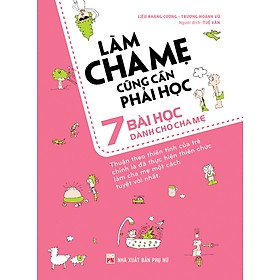 LIÊU NHUNG CƯƠNG - TRƯƠNG HOÀNH VŨ
Người dịch: TUỆ VĂN
LÀM
CHA MẸ
CŨNG CẦN
PHẢI HỌC
7 BÀI HỌC
DÀNH CHO CHA MẸ
Thuận theo thiên tính của trẻ
chính là đã thực hiện thiên chức
làm cha mẹ một cách
tuyệt vời nhất.
NHÀ XUẤT BẢN PHỤ NỮ